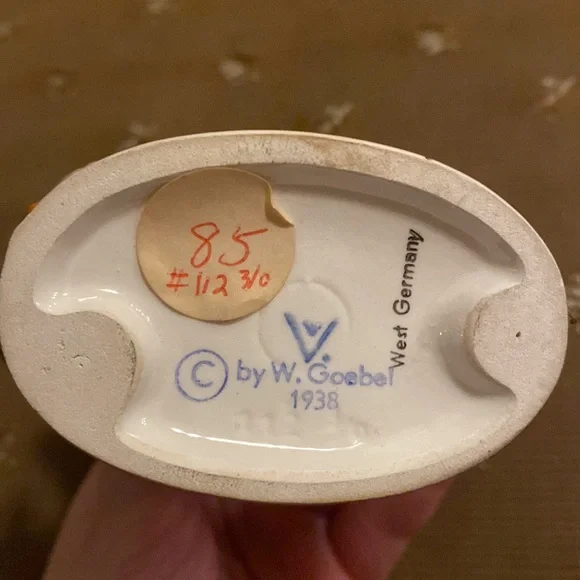 85
#112 3/0
V
© by W. Goebel
1938
West Germany